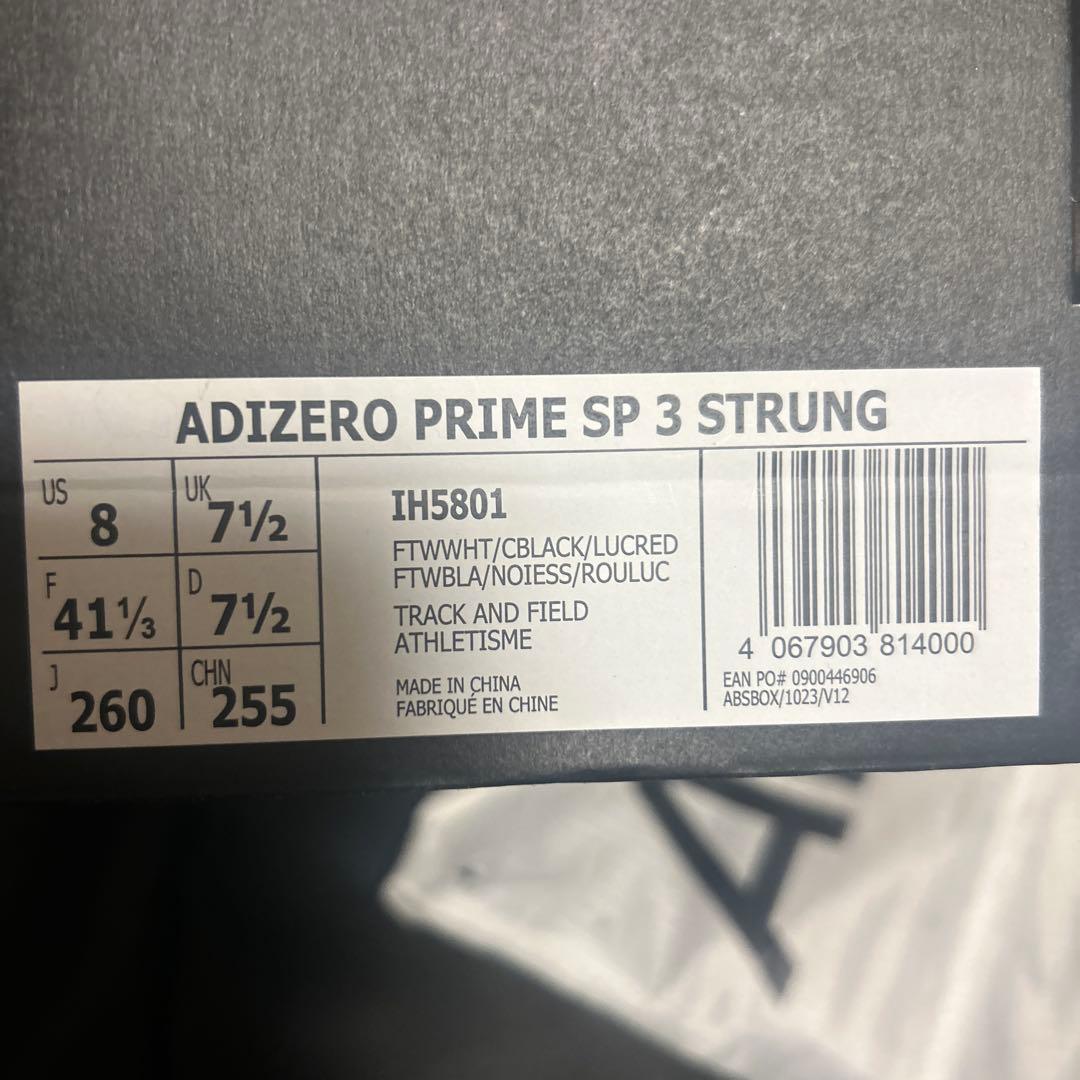 ADIZERO PRIME SP 3 STRUNG
US 8 UK 7½
F 41⅓ D 7½
J 260 CHN 255
IH5801
FTWWHT/CBLACK/LUCRED
FTWBLA/NOIESS/ROULUC
TRACK AND FIELD
ATHLETISME
MADE IN CHINA
FABRIQUÉ EN CHINE
4 067903 814000
EAN PO# 0900446906
ABSBOX/1023/V12